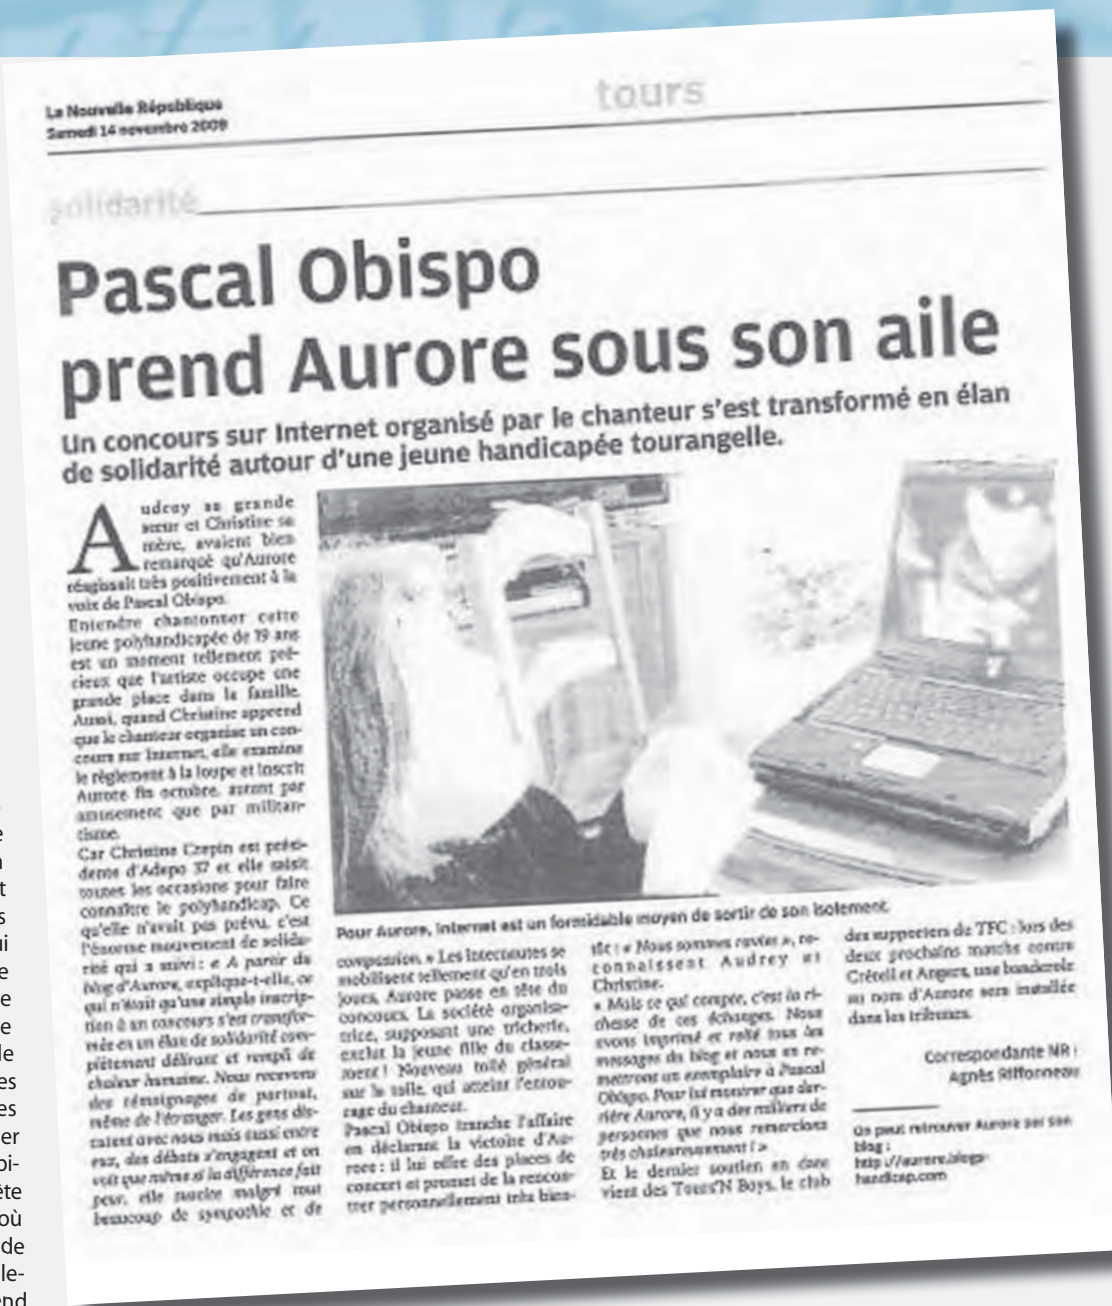 La Nouvelle République
Samedi 14 novembre 2009
tours
solidarité
Pascal Obispo
prend Aurore sous son aile
Un concours sur Internet organisé par le chanteur s'est transformé en élan
de solidarité autour d'une jeune handicapée tourangelle.
Audrey sa grande
sœur et Christine sa
mère, avaient bien
remarqué qu'Aurore
réagissait très positivement à la
voix de Pascal Obispo.
Entendre chantonner cette
jeune polyhandicapée de 19 ans
est un moment tellement pré-
cieux que l'artiste occupe une
grande place dans la famille.
Aussi, quand Christine apprend
que le chanteur organise un con-
cours sur Internet, elle examine
le règlement à la loupe et inscrit
Aurore fin octobre, autant par
amusement que par militan-
tisme.
Car Christine est prési-
dente d'Adepo 37 et elle saisit
toutes les occasions pour faire
connaître le polyhandicap. Ce
qu'elle n'avait pas prévu, c'est
l'énorme mouvement de solida-
rité qui a suivi : « A partir du
blog d'Aurore, explique-t-elle, ce
qui n'était qu'une simple inscrip-
tion à un concours s'est transfor-
mée en un élan de solidarité com-
plètement délirant et rempli de
chaleur humaine. Nous recevons
des témoignages de partout,
même de l'étranger. Les gens dis-
cutent avec nous mais aussi entre
eux, des débats s'engagent et on
voit que même si la différence fait
peur, elle suscite malgré tout
beaucoup de sympathie et de
Pour Aurore, Internet est un formidable moyen de sortir de son isolement.
compassion. » Les internautes se
mobilisent tellement qu'en trois
jours, Aurore passe en tête du
concours. La société organisa-
trice, supposant une tricherie,
exclut la jeune fille du classe-
ment ! Nouveau tollé général
sur la toile, qui atteint l'entou-
rage du chanteur.
Pascal Obispo tranche l'affaire
en déclarant la victoire d'Au-
rore : il lui offre des places de
concert et promet de la rencon-
trer personnellement très bien-
tôt : « Nous sommes ravies », re-
connaissent Audrey et
Christine.
« Mais ce qui compte, c'est la ri-
chesse de ces échanges. Nous
avons imprimé et relié tous les
messages du blog et nous en re-
mettrons un exemplaire à Pascal
Obispo. Pour lui montrer que der-
rière Aurore, il y a des milliers de
personnes que nous remercions
très chaleureusement ! »
Et le dernier soutien en date
vient des Tours'N Boys, le club
des supporters du TFC : lors des
deux prochains matchs contre
Créteil et Angers, une banderole
au nom d'Aurore sera installée
dans les tribunes.
Correspondante NR :
Agnès Riffonneau
On peut retrouver Aurore sur son
blog :
handicap.com
e
n
t
s
ui
e
e
e
le
es
es
er
bi-
ête
où
de
le-
end